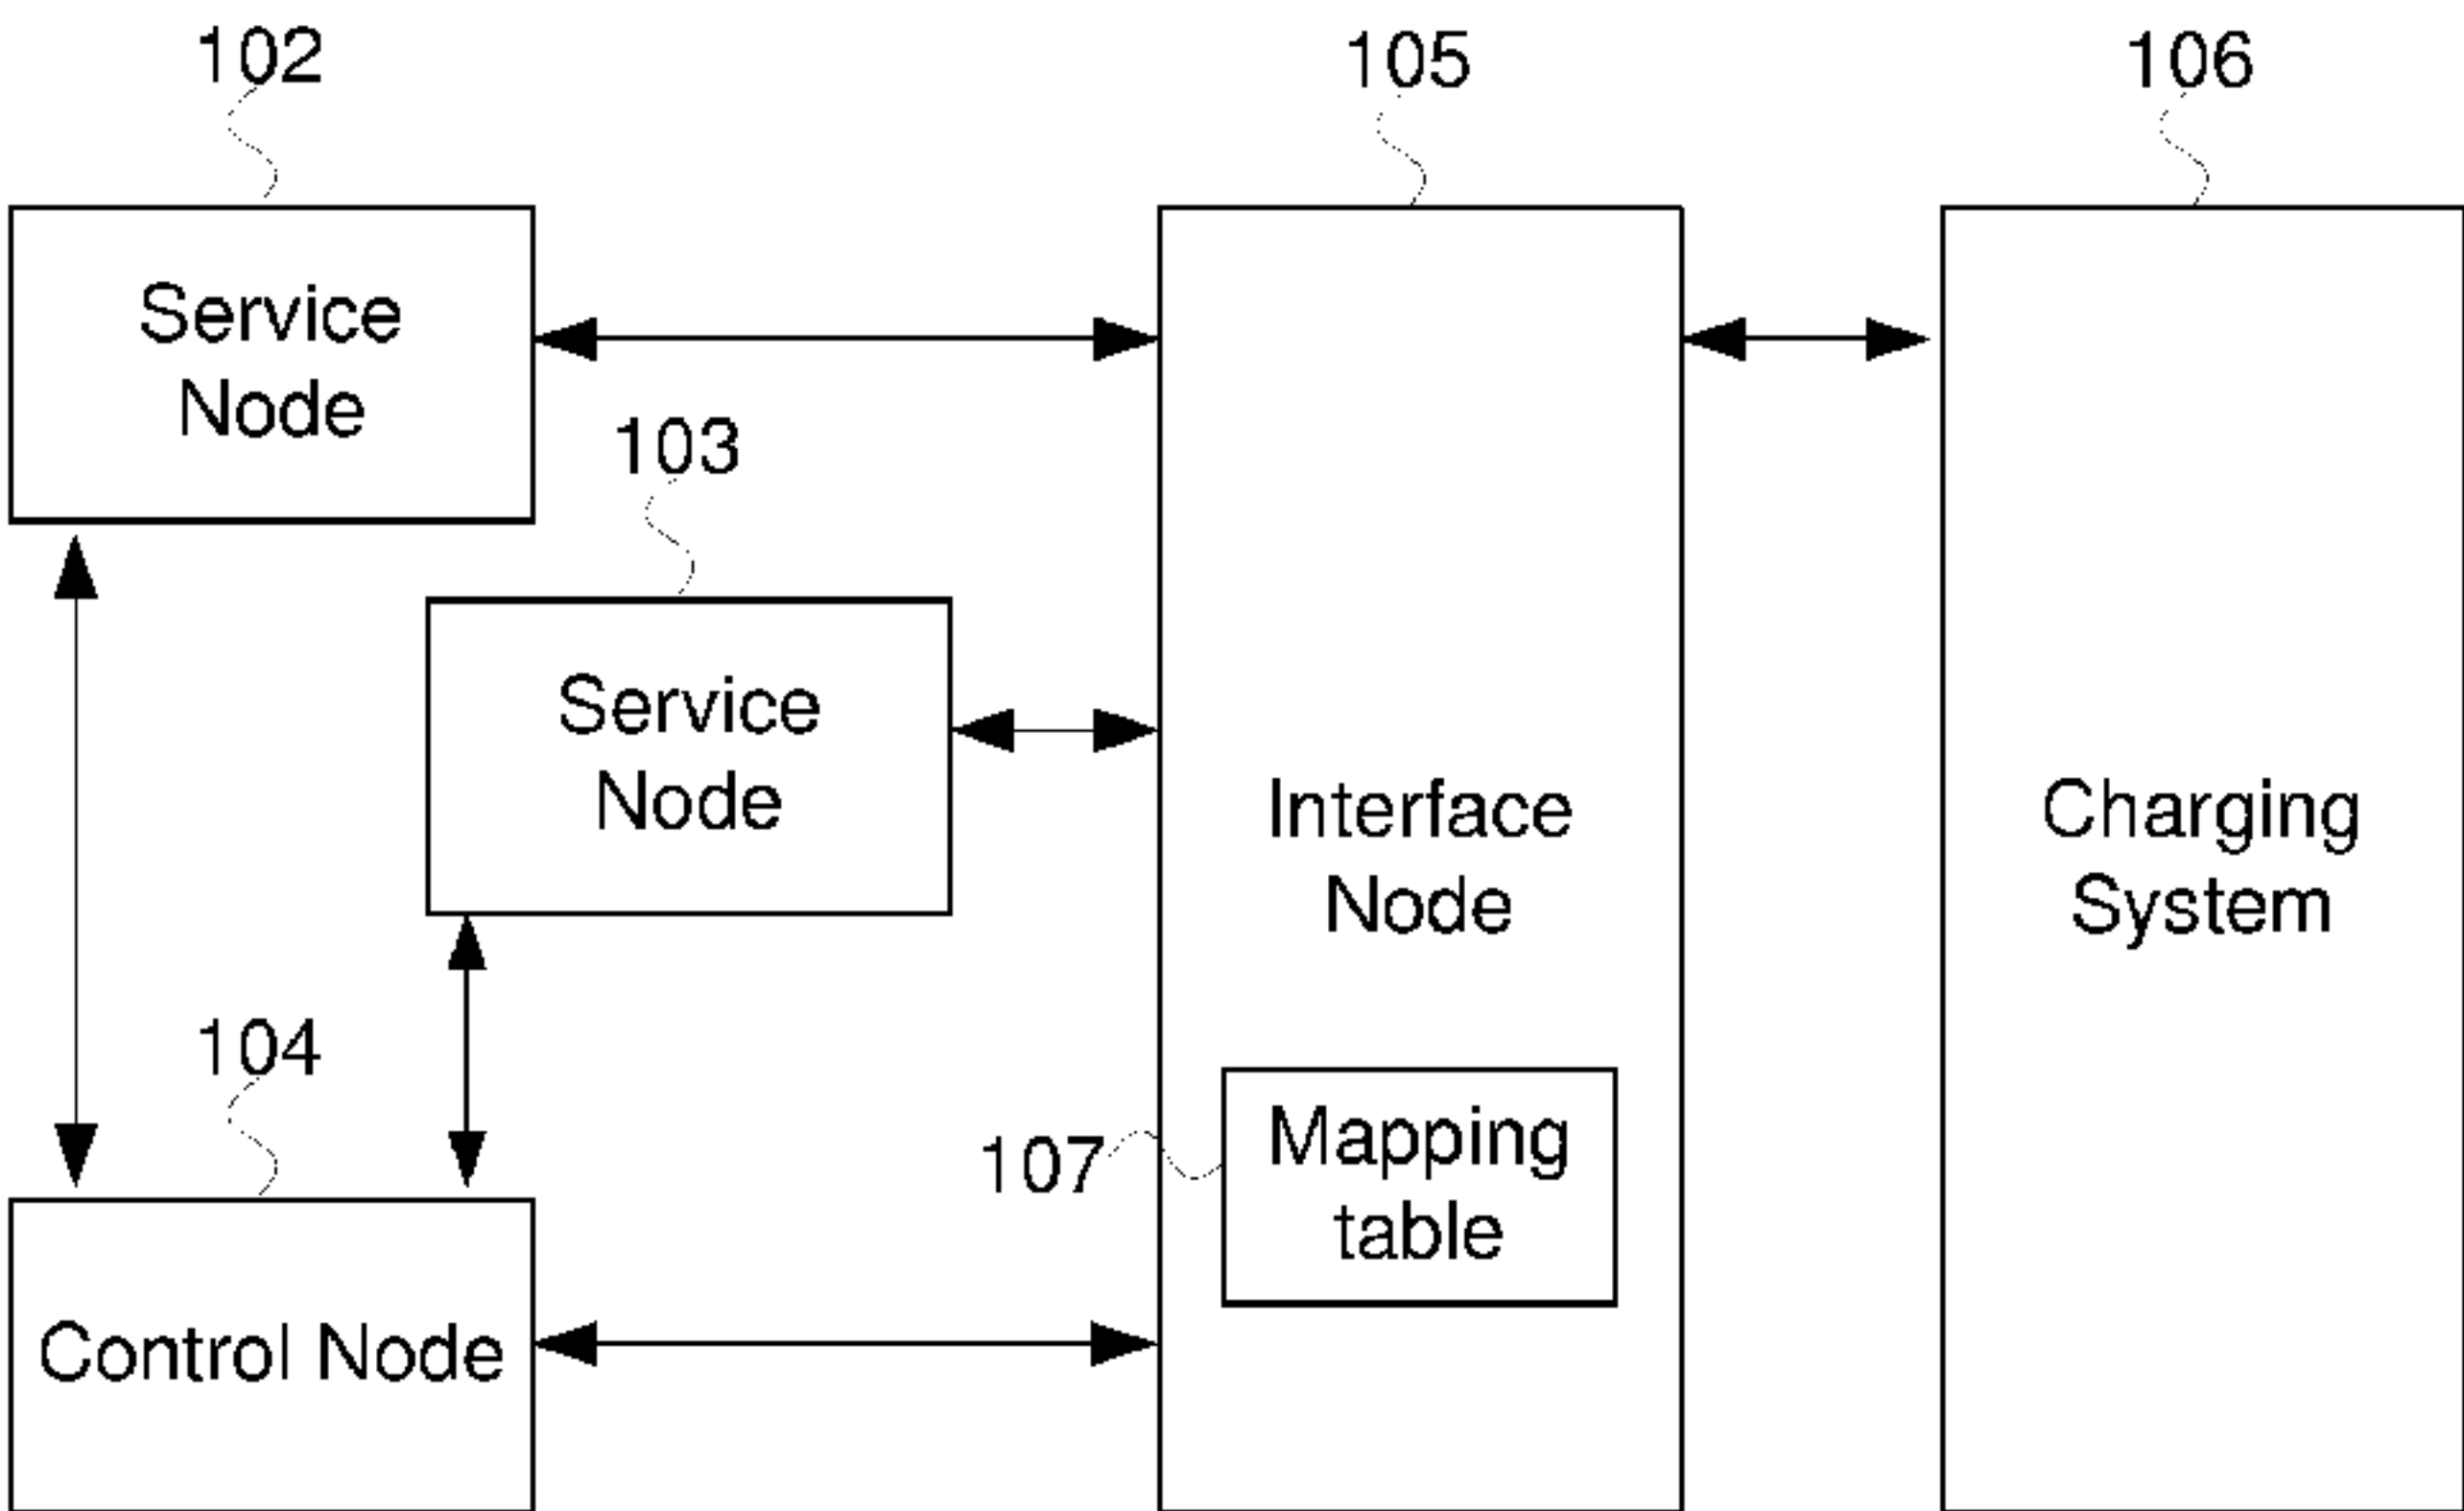 102
105
106
Service
Node
103
Service
Node
Interface
Node
Charging
System
104
107
Mapping
table
Control Node